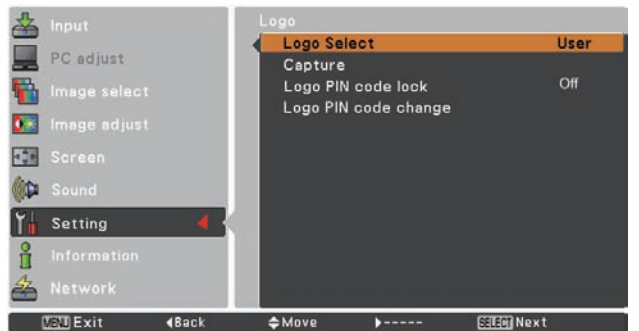 Input
PC adjust
Image select
Image adjust
Screen
Sound
Setting
Information
Network
Logo
Logo Select User
Capture
Logo PIN code lock Off
Logo PIN code change
MENU Exit ◀Back ◆Move ▶----- SELECT Next